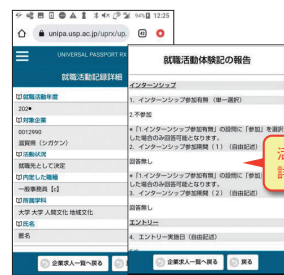 94% 12:25
unipa.usp.ac.jp/uprx/up.
UNIVERSAL PASSPORT RX
就職活動記録詳細
就職活動年度
202●
対象企業
0012990
滋賀県（シガケン）
活動状況
就職先として決定
内定した職種
一般事務員【c】
所属学科
大学 大学 人間文化 地域文化
氏名
匿名
企業求人一覧へ戻る
就職活動体験記の報告
インターンシップ
1. インターンシップ参加有無（単一選択）
2.不参加
※「1.インターンシップ参加有無」の設問に「参加」を選択
した場合のみ回答可能となります。
2. インターンシップ期間（1）（自由記述）
回答無し
※「1.インターンシップ参加有無」の設問に「参加」
した場合のみ回答可能となります。
3. インターンシップ期間（2）（自由記述）
回答無し
エントリー
4. エントリー実施日（自由記述）
企業求人一覧へ戻る
戻る
活